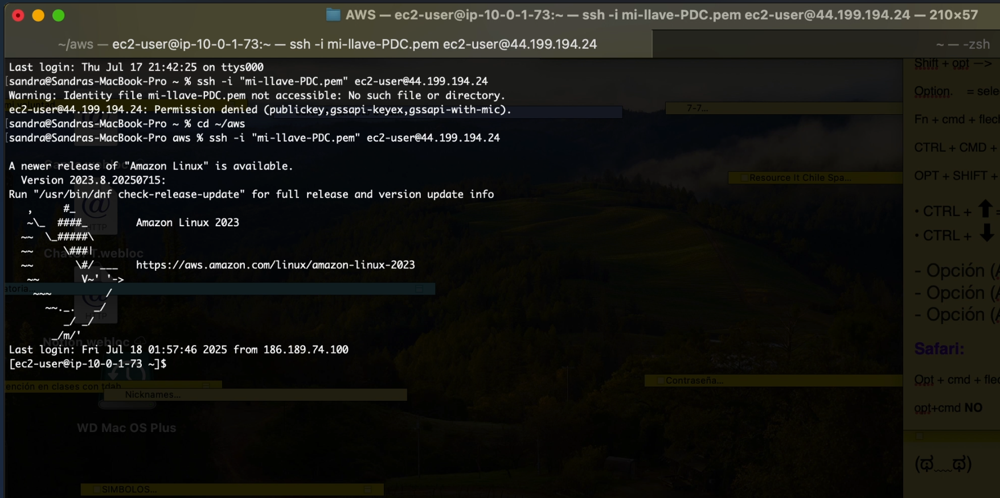 AWS — ec2-user@ip-10-0-1-73:~ — ssh -i mi-llave-PDC.pem ec2-user@44.199.194.24 — 210×57
~/aws — ec2-user@ip-10-0-1-73:~ — ssh -i mi-llave-PDC.pem ec2-user@44.199.194.24
~ — -zsh
Last login: Thu Jul 17 21:42:25 on ttys000
[sandra@Sandras-MacBook-Pro ~ % ssh -i "mi-llave-PDC.pem" ec2-user@44.199.194.24
Warning: Identity file mi-llave-PDC.pem not accessible: No such file or directory.
ec2-user@44.199.194.24: Permission denied (publickey,gssapi-keyex,gssapi-with-mic).
[sandra@Sandras-MacBook-Pro ~ % cd ~/aws
[sandra@Sandras-MacBook-Pro aws % ssh -i "mi-llave-PDC.pem" ec2-user@44.199.194.24
A newer release of "Amazon Linux" is available.
Version 2023.8.20250715:
Run "/usr/bin/dnf check-release-update" for full release and version update info
   ,     #_
   ~\_  ####_        Amazon Linux 2023
  ~~  \_#####\
  ~~     \###|
  ~~       \#/ ___   https://aws.amazon.com/linux/amazon-linux-2023
   ~~       V~' '->
    ~~~         /
      ~~._.   _/
         _/ _/
       _/m/'
Last login: Fri Jul 18 01:57:46 2025 from 186.189.74.100
[ec2-user@ip-10-0-1-73 ~]$
HTTP
webloc
HTTP
Notion.webloc
ención en clases con tdah
Nicknames...
WD Mac OS Plus
SIMBOLOS...
7-7...
Resource It Chile Spa...
Contraseña...
Shift + opt —>
Option. = sele
Fn + cmd + flec
CTRL + CMD +
OPT + SHIFT +
• CTRL + ⬆ =
• CTRL + ⬇
- Opción (A
- Opción (A
- Opción (A
Safari:
Opt + cmd + flec
opt+cmd NO
(ಥ﹏ಥ)